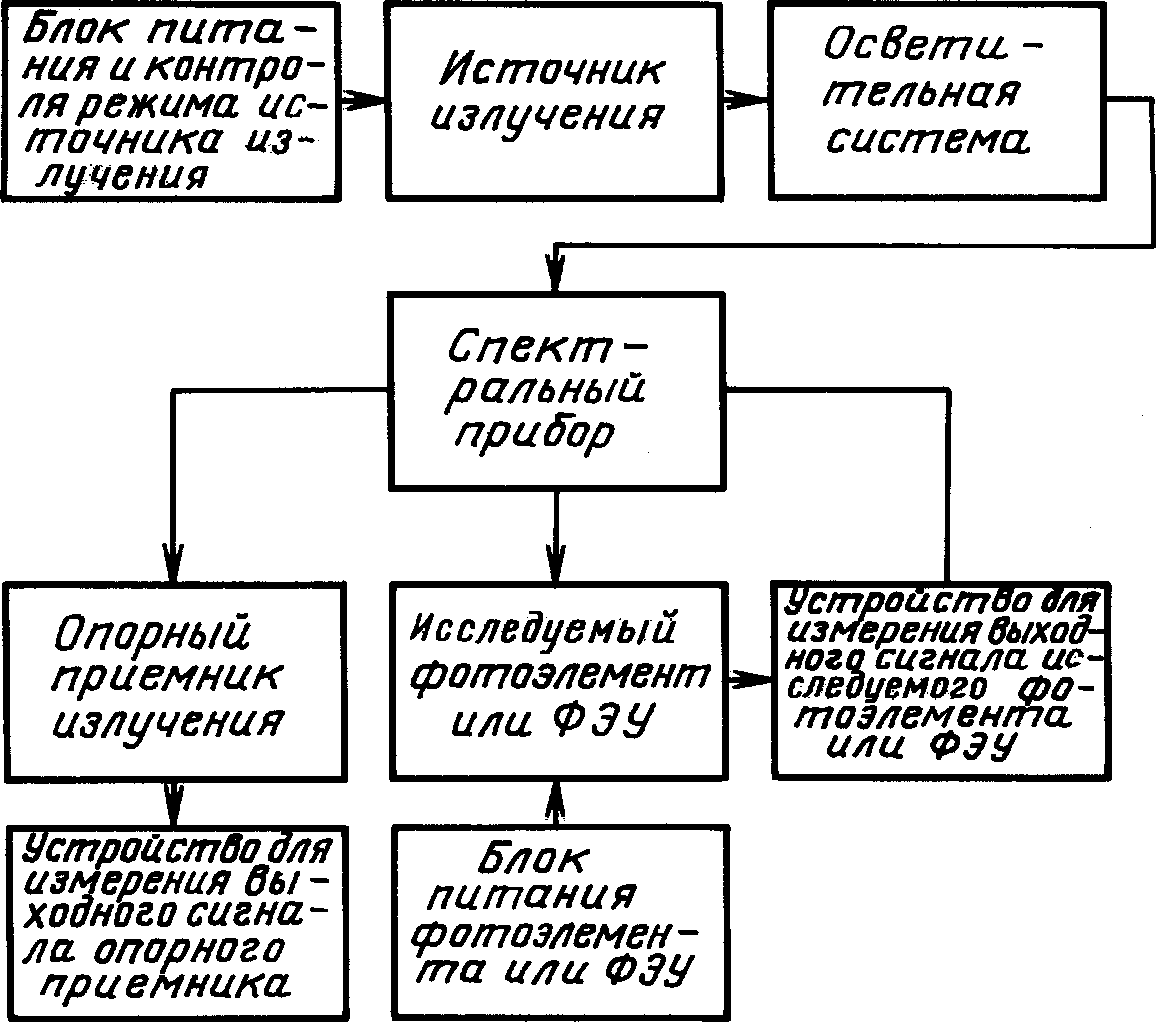 Блок пита-
ния и контро-
ля режима ис-
точника из-
лучения
Источник
излучения
Освети-
тельная
система
Спект-
ральный
прибор
Опорный
приемник
излучения
Исследуемый
фотоэлемент
или ФЭУ
Устройство для
измерения выход-
ного сигнала ис-
следуемого фо-
тоэлемента
или ФЭУ
Устройство для
измерения вы-
ходного сигна-
ла опорного
приемника
Блок
питания
фотоэлемен-
та или ФЭУ